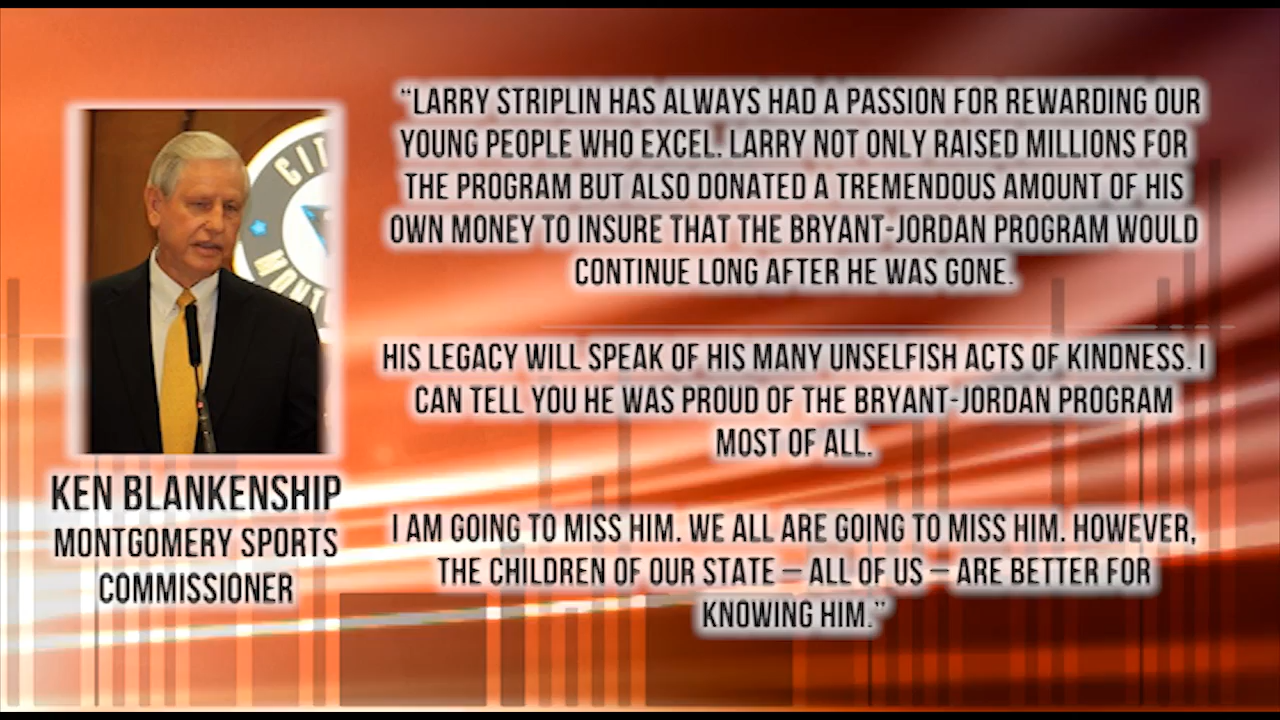 “LARRY STRIPLIN HAS ALWAYS HAD A PASSION FOR REWARDING OUR
YOUNG PEOPLE WHO EXCEL. LARRY NOT ONLY RAISED MILLIONS FOR
THE PROGRAM BUT ALSO DONATED A TREMENDOUS AMOUNT OF HIS
OWN MONEY TO INSURE THAT THE BRYANT-JORDAN PROGRAM WOULD
CONTINUE LONG AFTER HE WAS GONE.
HIS LEGACY WILL SPEAK OF HIS MANY UNSELFISH ACTS OF KINDNESS. I
CAN TELL YOU HE WAS PROUD OF THE BRYANT-JORDAN PROGRAM
MOST OF ALL.
I AM GOING TO MISS HIM. WE ALL ARE GOING TO MISS HIM. HOWEVER,
THE CHILDREN OF OUR STATE – ALL OF US – ARE BETTER FOR
KNOWING HIM.”
KEN BLANKENSHIP
MONTGOMERY SPORTS
COMMISSIONER